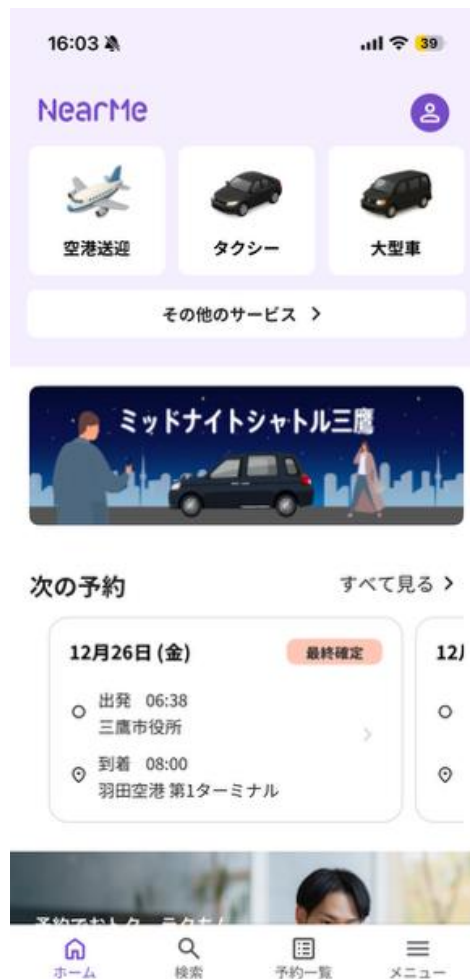 16:03
39
NearMe
空港送迎
タクシー
大型車
その他のサービス
ミッドナイトシャトル三鷹
次の予約
すべて見る
12月26日 (金)
最終確定
出発 06:38
三鷹市役所
到着 08:00
羽田空港 第1ターミナル
12
ホーム
検索
予約一覧
メニュー